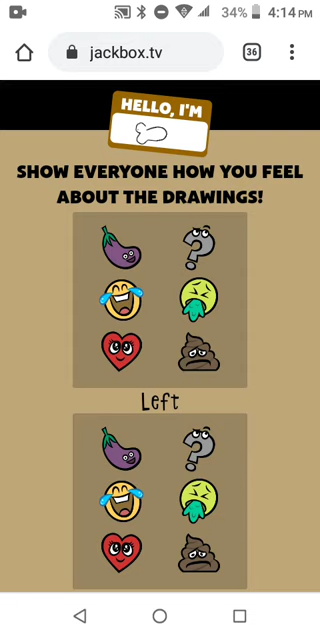 34% 4:14 PM
jackbox.tv 36
HELLO, I'M
SHOW EVERYONE HOW YOU FEEL
ABOUT THE DRAWINGS!
Left